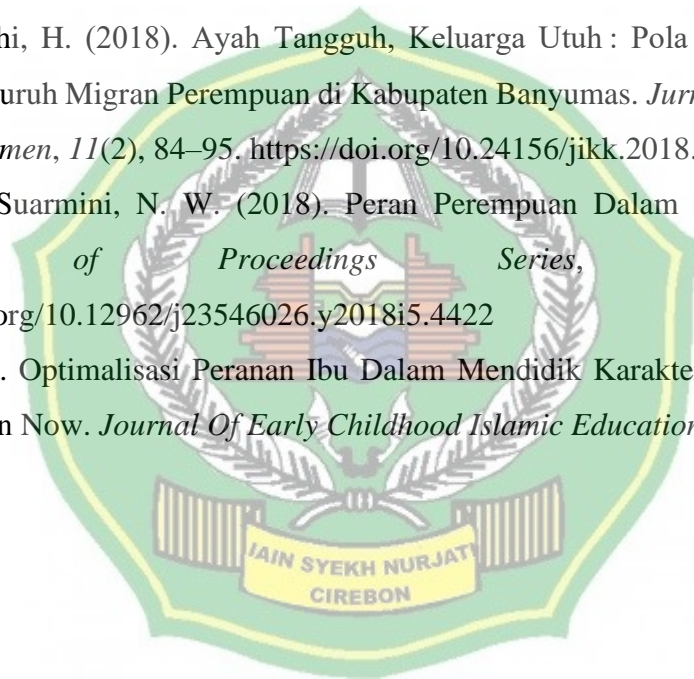 hi, H. (2018). Ayah Tangguh, Keluarga Utuh : Pola
uruh Migran Perempuan di Kabupaten Banyumas. Jurn
men, 11(2), 84–95. https://doi.org/10.24156/jikk.2018.
Suarmini, N. W. (2018). Peran Perempuan Dalam
of Proceedings Series,
org/10.12962/j23546026.y2018i5.4422
. Optimalisasi Peranan Ibu Dalam Mendidik Karakte
n Now. Journal Of Early Childhood Islamic Education
IAIN SYEKH NURJATI
CIREBON